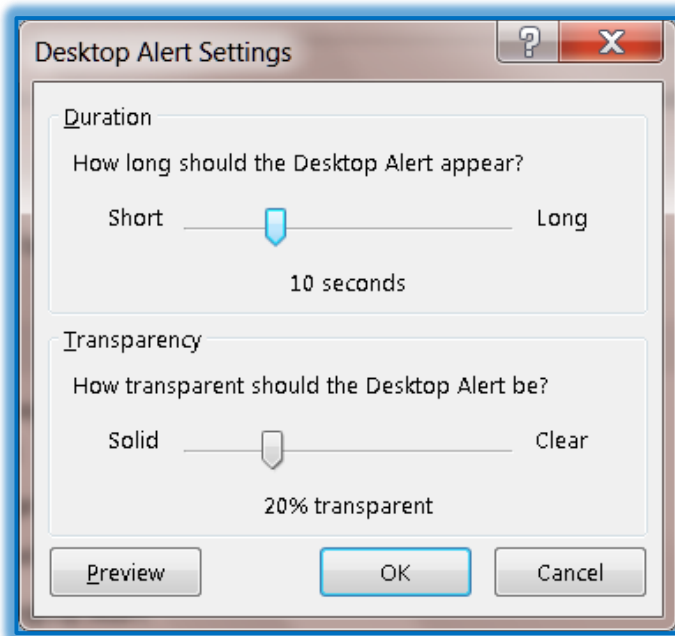 Desktop Alert Settings
Duration
How long should the Desktop Alert appear?
Short Long
10 seconds
Transparency
How transparent should the Desktop Alert be?
Solid Clear
20% transparent
Preview OK Cancel